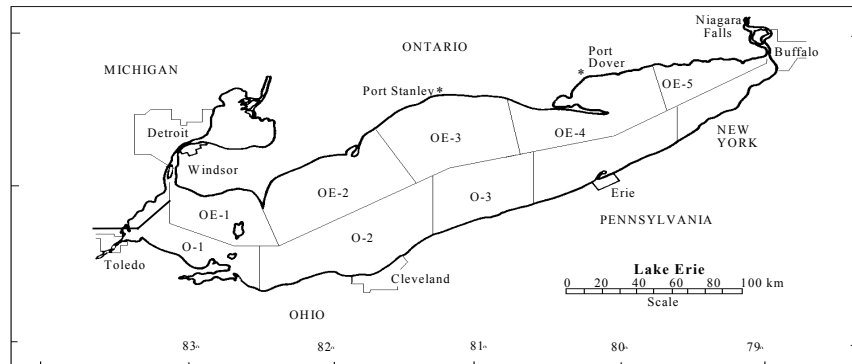 Niagara
Falls
ONTARIO
Buffalo
Port
Dover
MICHIGAN
OE-5
Port Stanley*
*
Detroit
OE-3
OE-4
NEW
YORK
Windsor
OE-2
O-3
Erie
OE-1
PENNSYLVANIA
O-2
O-1
Toledo
Cleveland
Lake Erie
0 20 40 60 80 100 km
Scale
OHIO
83° 82° 81° 80° 79°